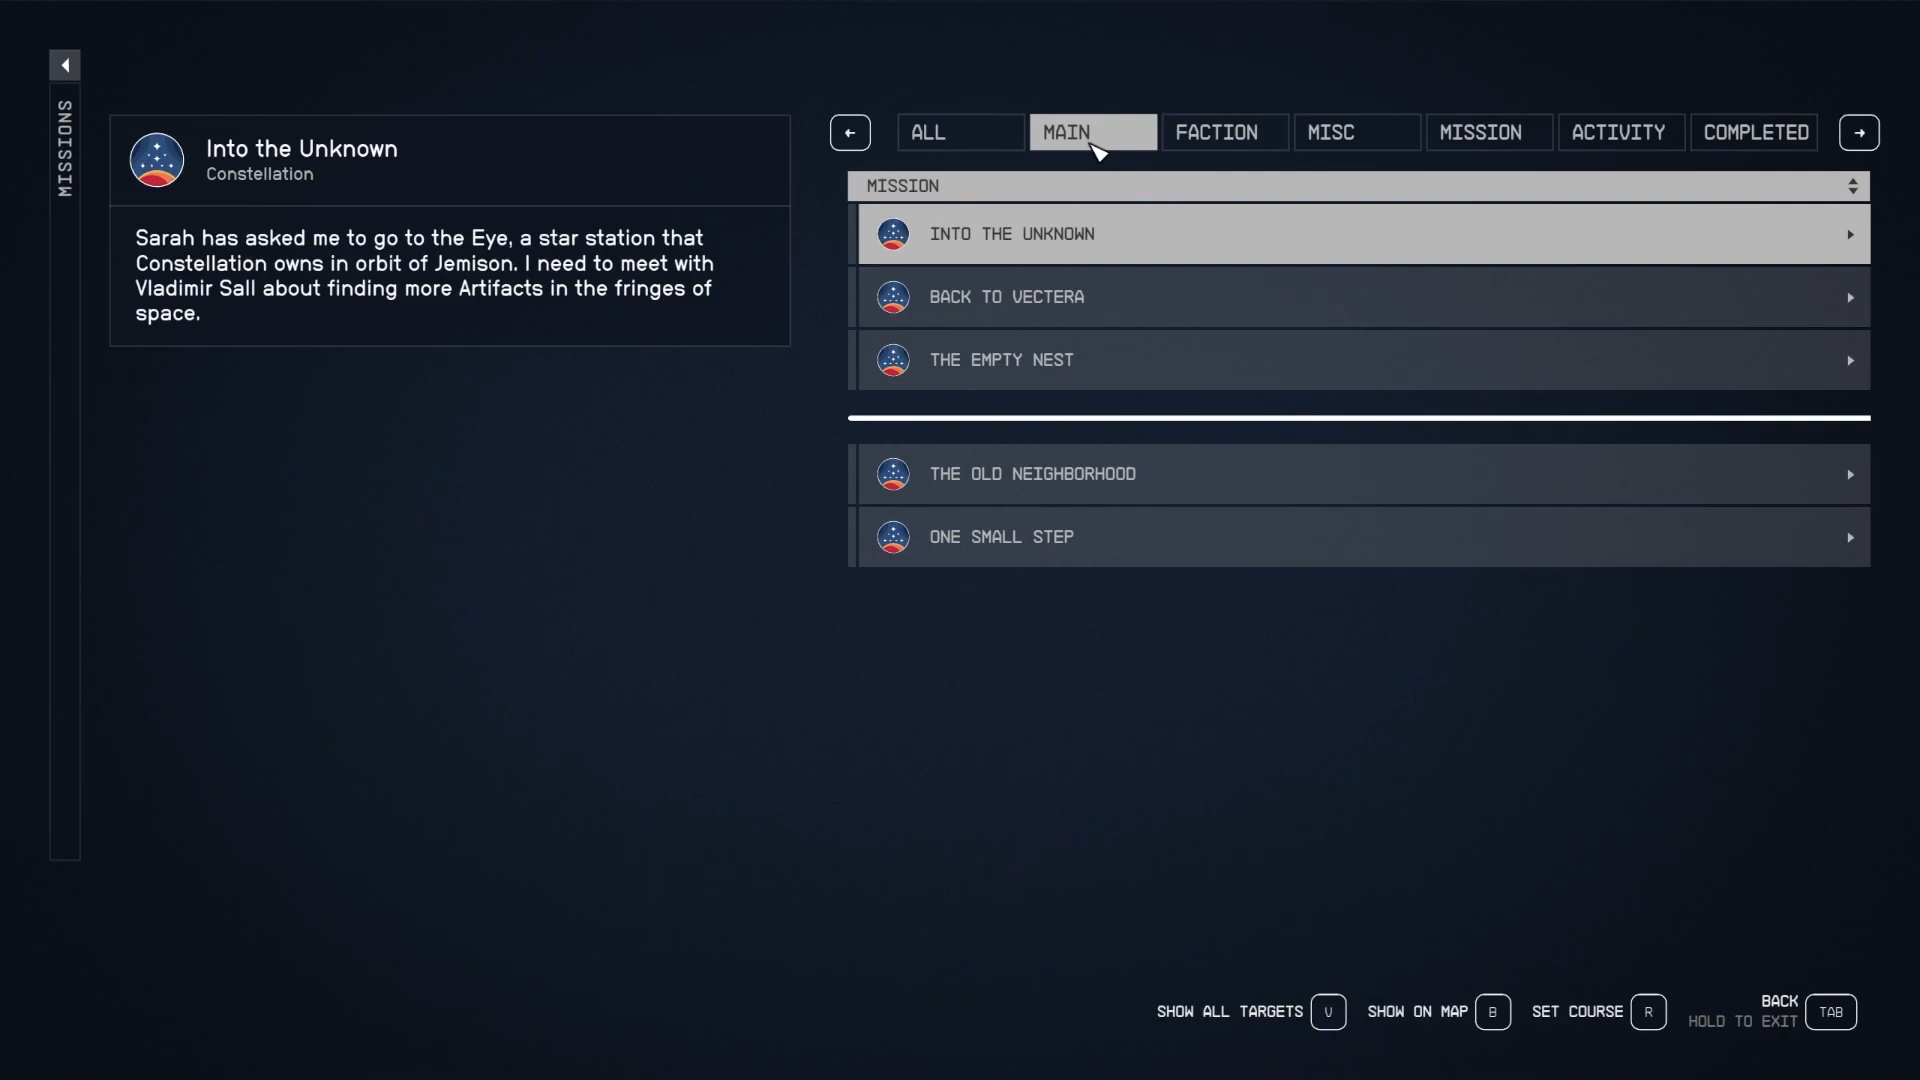 MISSIONS
Into the Unknown
Constellation
Sarah has asked me to go to the Eye, a star station that
Constellation owns in orbit of Jemison. I need to meet with
Vladimir Sall about finding more Artifacts in the fringes of
space.
ALL MAIN FACTION MISC MISSION ACTIVITY COMPLETED
MISSION
INTO THE UNKNOWN
BACK TO VECTERA
THE EMPTY NEST
THE OLD NEIGHBORHOOD
ONE SMALL STEP
SHOW ALL TARGETS V SHOW ON MAP B SET COURSE R BACK TAB
HOLD TO EXIT